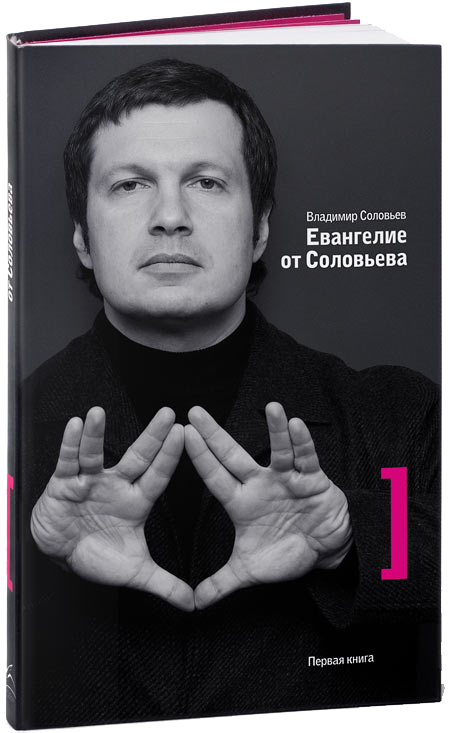 Владимир Соловьев
Евангелие
от Соловьева
]
Первая книга
от Соловьева
]